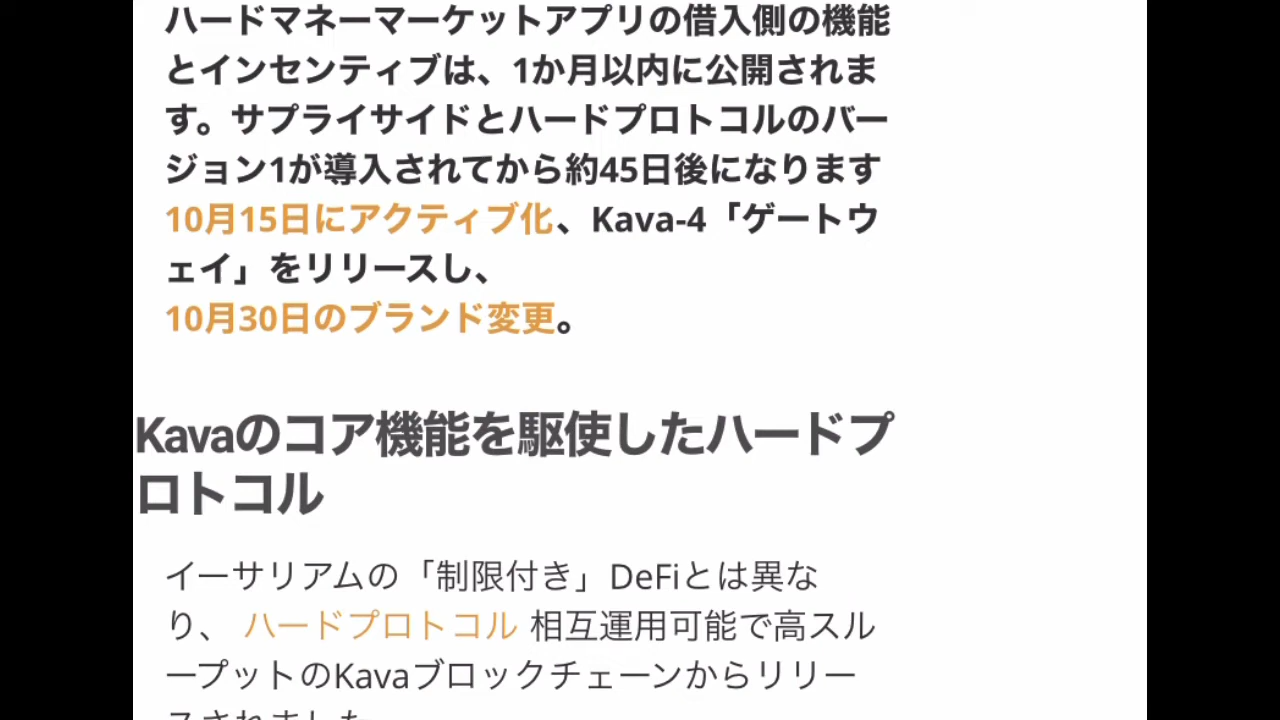 ハードマネーマーケットアプリの借入側の機能
とインセンティブは、1か月以内に公開されま
す。サプライサイドとハードプロトコルのバー
ジョン1が導入されてから約45日後になります
10月15日にアクティブ化、Kava-4「ゲートウ
ェイ」をリリースし、
10月30日のブランド変更。
Kavaのコア機能を駆使したハードプ
ロトコル
イーサリアムの「制限付き」DeFiとは異な
り、 ハードプロトコル 相互運用可能で高スル
ープットのKavaブロックチェーンからリリー
スされました